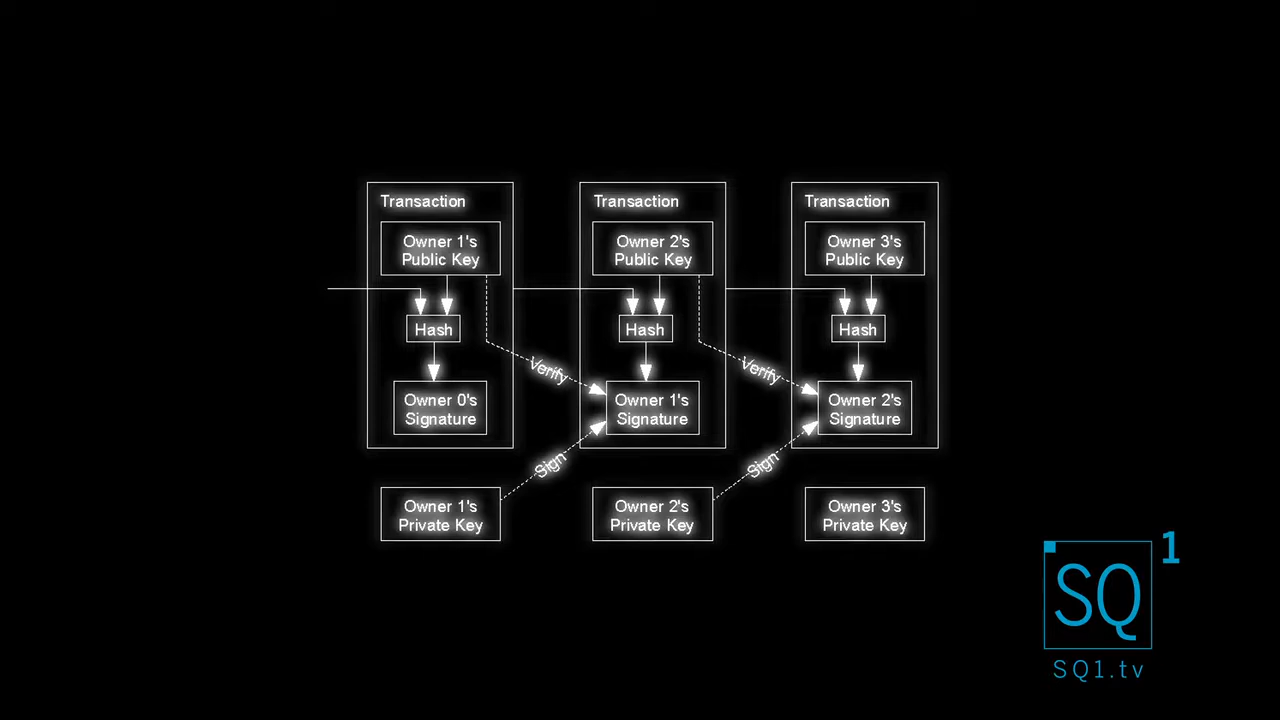 Transaction
Transaction
Transaction
Owner 1's
Public Key
Owner 2's
Public Key
Owner 3's
Public Key
Hash
Hash
Hash
Verify
Verify
Owner 0's
Signature
Owner 1's
Signature
Owner 2's
Signature
Sign
Sign
Owner 1's
Private Key
Owner 2's
Private Key
Owner 3's
Private Key
SQ1
SQ1.tv